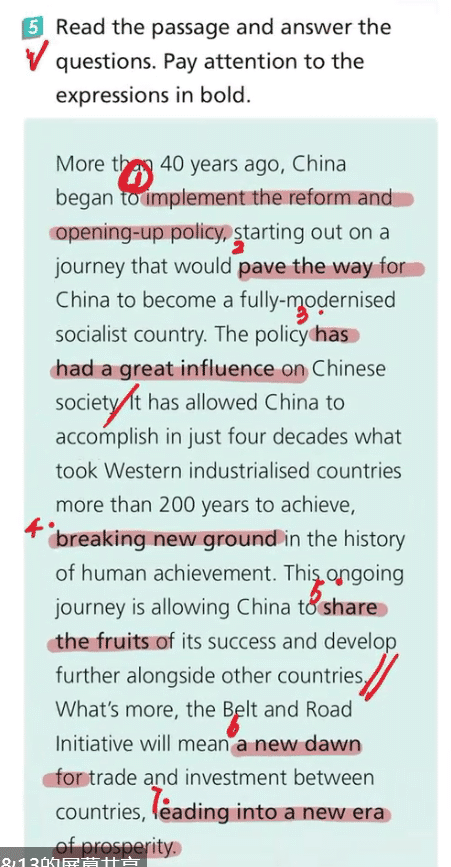 5 Read the passage and answer the
questions. Pay attention to the
expressions in bold.
More than 40 years ago, China
1
began to implement the reform and
opening-up policy, starting out on a
2
journey that would pave the way for
China to become a fully-modernised
3.
socialist country. The policy has
had a great influence on Chinese
society. It has allowed China to
accomplish in just four decades what
took Western industrialised countries
more than 200 years to achieve,
4.
breaking new ground in the history
of human achievement. This ongoing
5.
journey is allowing China to share
the fruits of its success and develop
further alongside other countries.
What's more, the Belt and Road
6
Initiative will mean a new dawn
for trade and investment between
7.
countries, leading into a new era
of prosperity.
8:13的屏幕共享